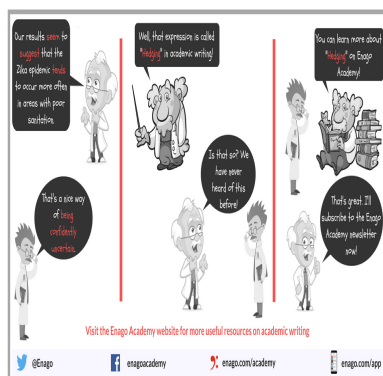 Our results seem to
suggest that the
Zika epidemic tends
to occur more often
in areas with poor
sanitation.
That's a nice way
of being
confidently
uncertain.
Well, that expression is called
"Hedging" in academic writing!
Is that so? We
have never
heard of this
before!
You can learn more about
"Hedging" on Enago
Academy!
That's great. I'll
subscribe to the Enago
Academy newsletter
now!
Visit the Enago Academy website for more useful resources on academic writing
@Enago
enagoacademy
enago.com/academy
enago.com/app